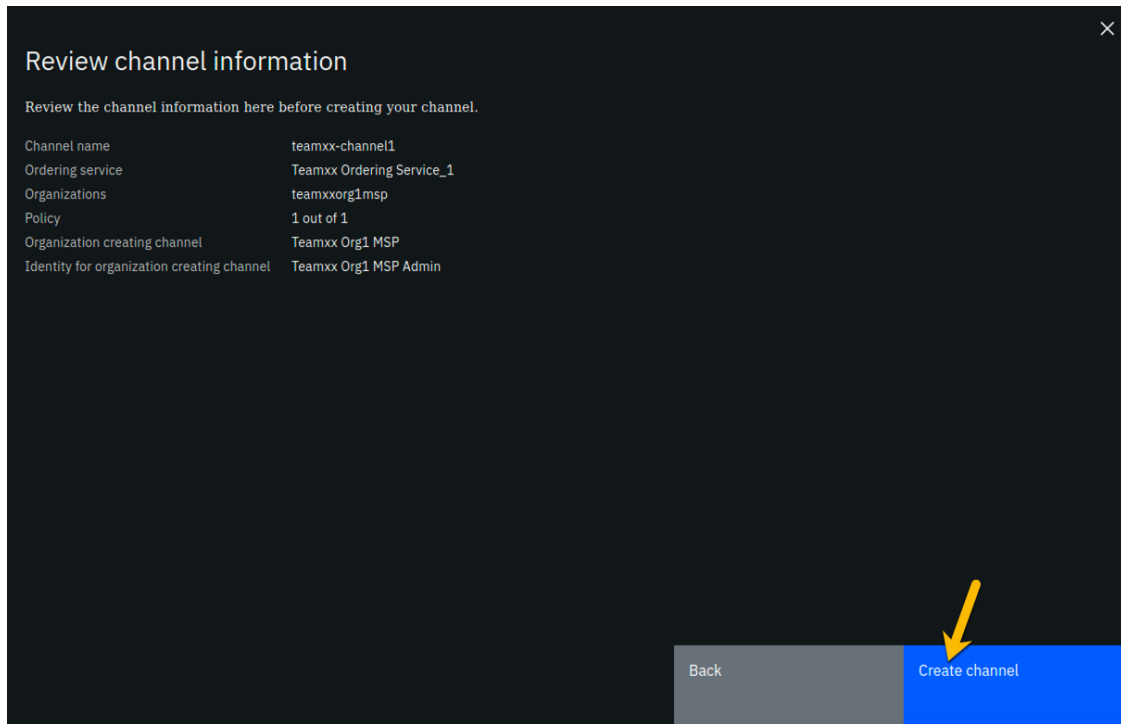 Review channel information
Review the channel information here before creating your channel.
Channel name teamxx-channel1
Ordering service Teamxx Ordering Service_1
Organizations teamxxorg1msp
Policy 1 out of 1
Organization creating channel Teamxx Org1 MSP
Identity for organization creating channel Teamxx Org1 MSP Admin
Back Create channel